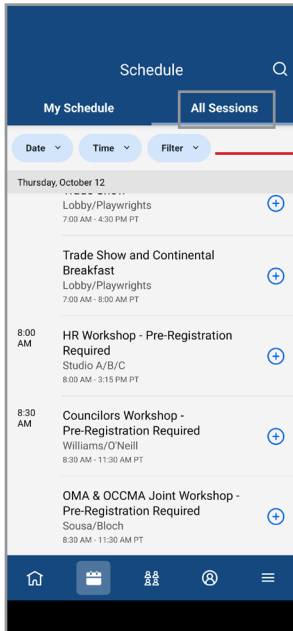 Schedule
My Schedule
All Sessions
Date
Time
Filter
Thursday, October 12
Lobby/Playwrights
7:00 AM - 4:30 PM PT
Trade Show and Continental
Breakfast
Lobby/Playwrights
7:00 AM - 8:00 AM PT
8:00
AM
HR Workshop - Pre-Registration
Required
Studio A/B/C
8:00 AM - 3:15 PM PT
8:30
AM
Councilors Workshop -
Pre-Registration Required
Williams/O'Neill
8:30 AM - 11:30 AM PT
OMA & OCCMA Joint Workshop -
Pre-Registration Required
Sousa/Bloch
8:30 AM - 11:30 AM PT